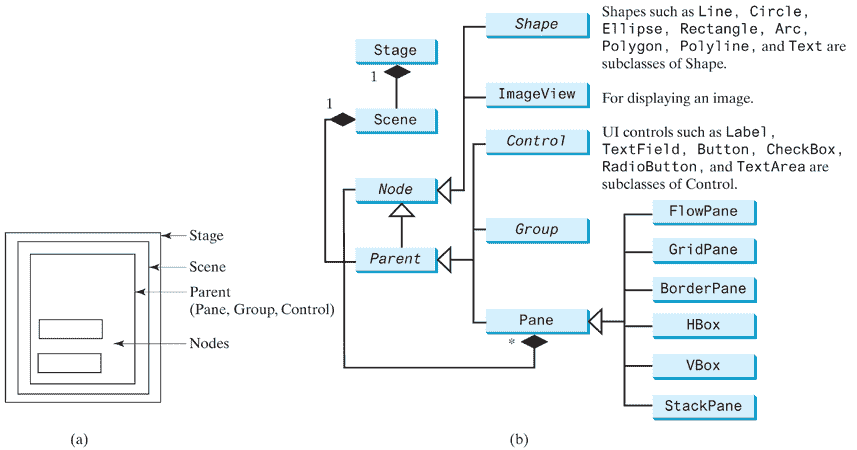 Stage
Scene
Parent
(Pane, Group, Control)
Nodes
(a)
Stage
1
1
Scene
Node
Parent
Shape
Shapes such as Line, Circle,
Ellipse, Rectangle, Arc,
Polygon, Polyline, and Text are
subclasses of Shape.
ImageView
For displaying an image.
Control
UI controls such as Label,
TextField, Button, CheckBox,
RadioButton, and TextArea are
subclasses of Control.
Group
Pane
*
FlowPane
GridPane
BorderPane
HBox
VBox
StackPane
(b)